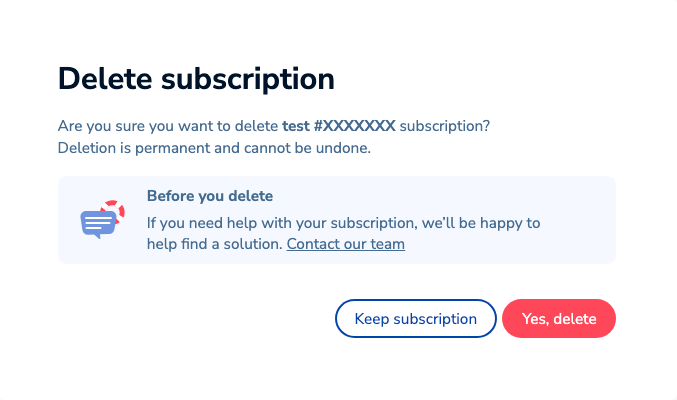 Delete subscription
Are you sure you want to delete test #XXXXXXX subscription?
Deletion is permanent and cannot be undone.
Before you delete
If you need help with your subscription, we’ll be happy to
help find a solution. Contact our team
Keep subscription
Yes, delete